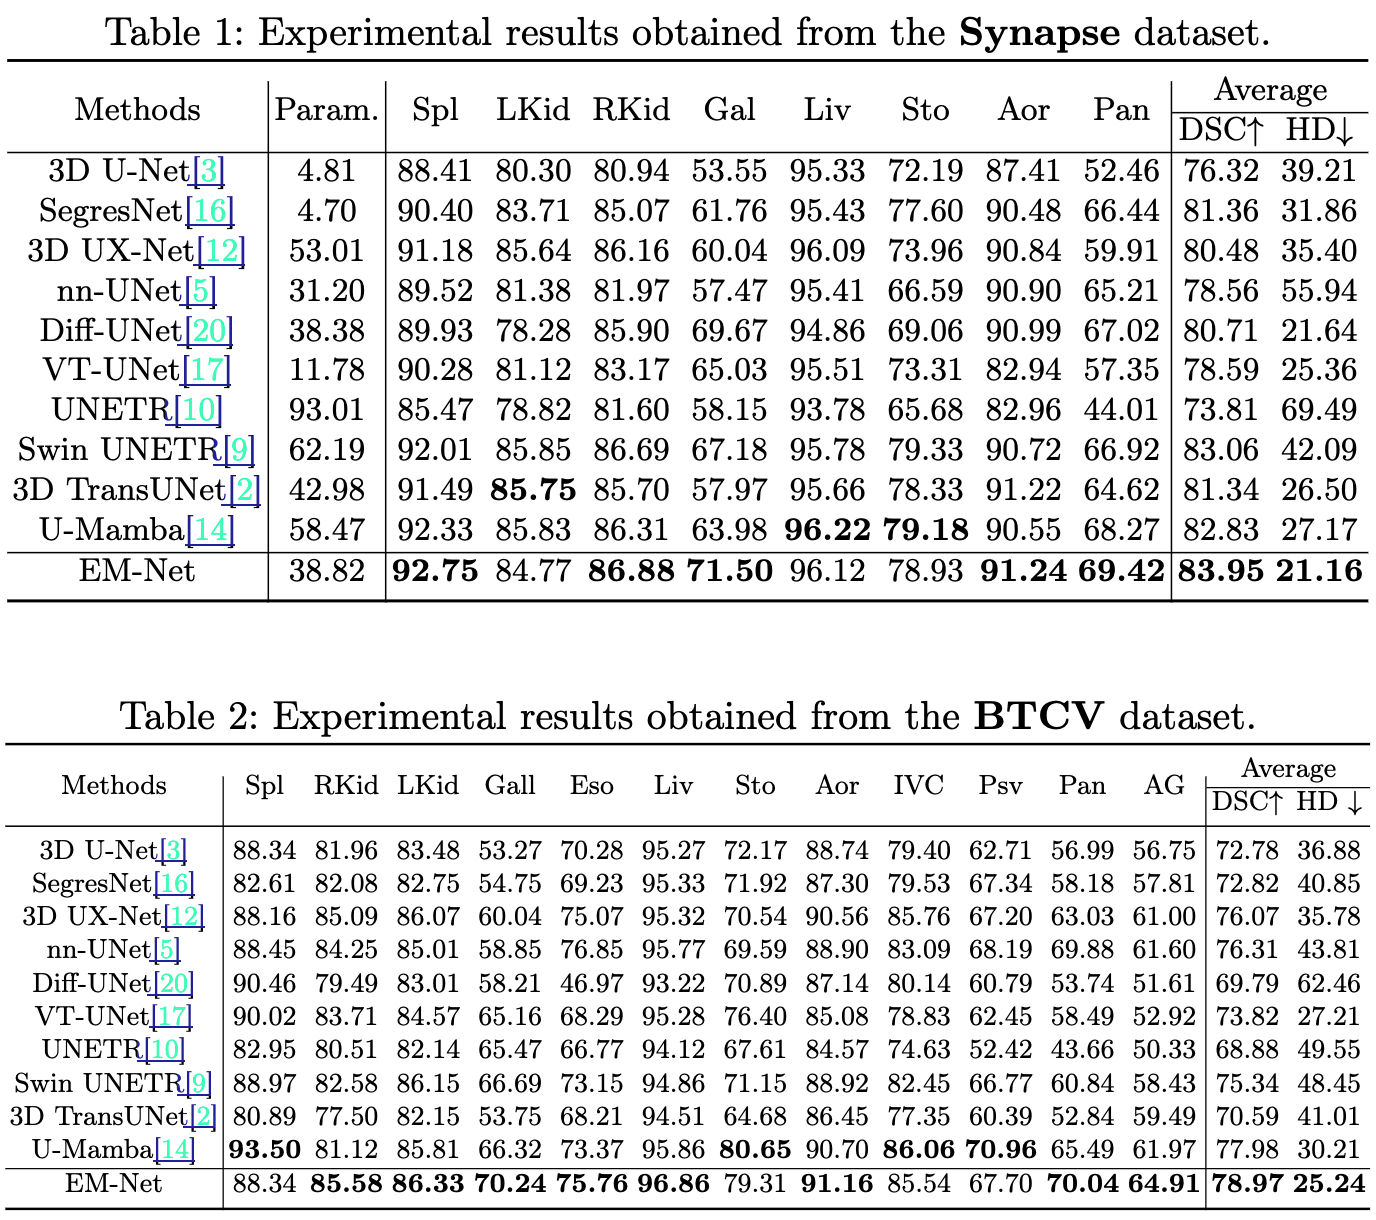 Table 1: Experimental results obtained from the Synapse dataset.
Methods Param. Spl LKid RKid Gal Liv Sto Aor Pan Average
DSC↑ HD↓
3D U-Net[3] 4.81 88.41 80.30 80.94 53.55 95.33 72.19 87.41 52.46 76.32 39.21
SegresNet[16] 4.70 90.40 83.71 85.07 61.76 95.43 77.60 90.48 66.44 81.36 31.86
3D UX-Net[12] 53.01 91.18 85.64 86.16 60.04 96.09 73.96 90.84 59.91 80.48 35.40
nn-UNet[5] 31.20 89.52 81.38 81.97 57.47 95.41 66.59 90.90 65.21 78.56 55.94
Diff-UNet[20] 38.38 89.93 78.28 85.90 69.67 94.86 69.06 90.99 67.02 80.71 21.64
VT-UNet[17] 11.78 90.28 81.12 83.17 65.03 95.51 73.31 82.94 57.35 78.59 25.36
UNETR[10] 93.01 85.47 78.82 81.60 58.15 93.78 65.68 82.96 44.01 73.81 69.49
Swin UNETR[9] 62.19 92.01 85.85 86.69 67.18 95.78 79.33 90.72 66.92 83.06 42.09
3D TransUNet[2] 42.98 91.49 85.75 85.70 57.97 95.66 78.33 91.22 64.62 81.34 26.50
U-Mamba[14] 58.47 92.33 85.83 86.31 63.98 96.22 79.18 90.55 68.27 82.83 27.17
EM-Net 38.82 92.75 84.77 86.88 71.50 96.12 78.93 91.24 69.42 83.95 21.16
Table 2: Experimental results obtained from the BTCV dataset.
Methods Spl RKid LKid Gall Eso Liv Sto Aor IVC Psv Pan AG Average
DSC↑ HD ↓
3D U-Net[3] 88.34 81.96 83.48 53.27 70.28 95.27 72.17 88.74 79.40 62.71 56.99 56.75 72.78 36.88
SegresNet[16] 82.61 82.08 82.75 54.75 69.23 95.33 71.92 87.30 79.53 67.34 58.18 57.81 72.82 40.85
3D UX-Net[12] 88.16 85.09 86.07 60.04 75.07 95.32 70.54 90.56 85.76 67.20 63.03 61.00 76.07 35.78
nn-UNet[5] 88.45 84.25 85.01 58.85 76.85 95.77 69.59 88.90 83.09 68.19 69.88 61.60 76.31 43.81
Diff-UNet[20] 90.46 79.49 83.01 58.21 46.97 93.22 70.89 87.14 80.14 60.79 53.74 51.61 69.79 62.46
VT-UNet[17] 90.02 83.71 84.57 65.16 68.29 95.28 76.40 85.08 78.83 62.45 58.49 52.92 73.82 27.21
UNETR[10] 82.95 80.51 82.14 65.47 66.77 94.12 67.61 84.57 74.63 52.42 43.66 50.33 68.88 49.55
Swin UNETR[9] 88.97 82.58 86.15 66.69 73.15 94.86 71.15 88.92 82.45 66.77 60.84 58.43 75.34 48.45
3D TransUNet[2] 80.89 77.50 82.15 53.75 68.21 94.51 64.68 86.45 77.35 60.39 52.84 59.49 70.59 41.01
U-Mamba[14] 93.50 81.12 85.81 66.32 73.37 95.86 80.65 90.70 86.06 70.96 65.49 61.97 77.98 30.21
EM-Net 88.34 85.58 86.33 70.24 75.76 96.86 79.31 91.16 85.54 67.70 70.04 64.91 78.97 25.24